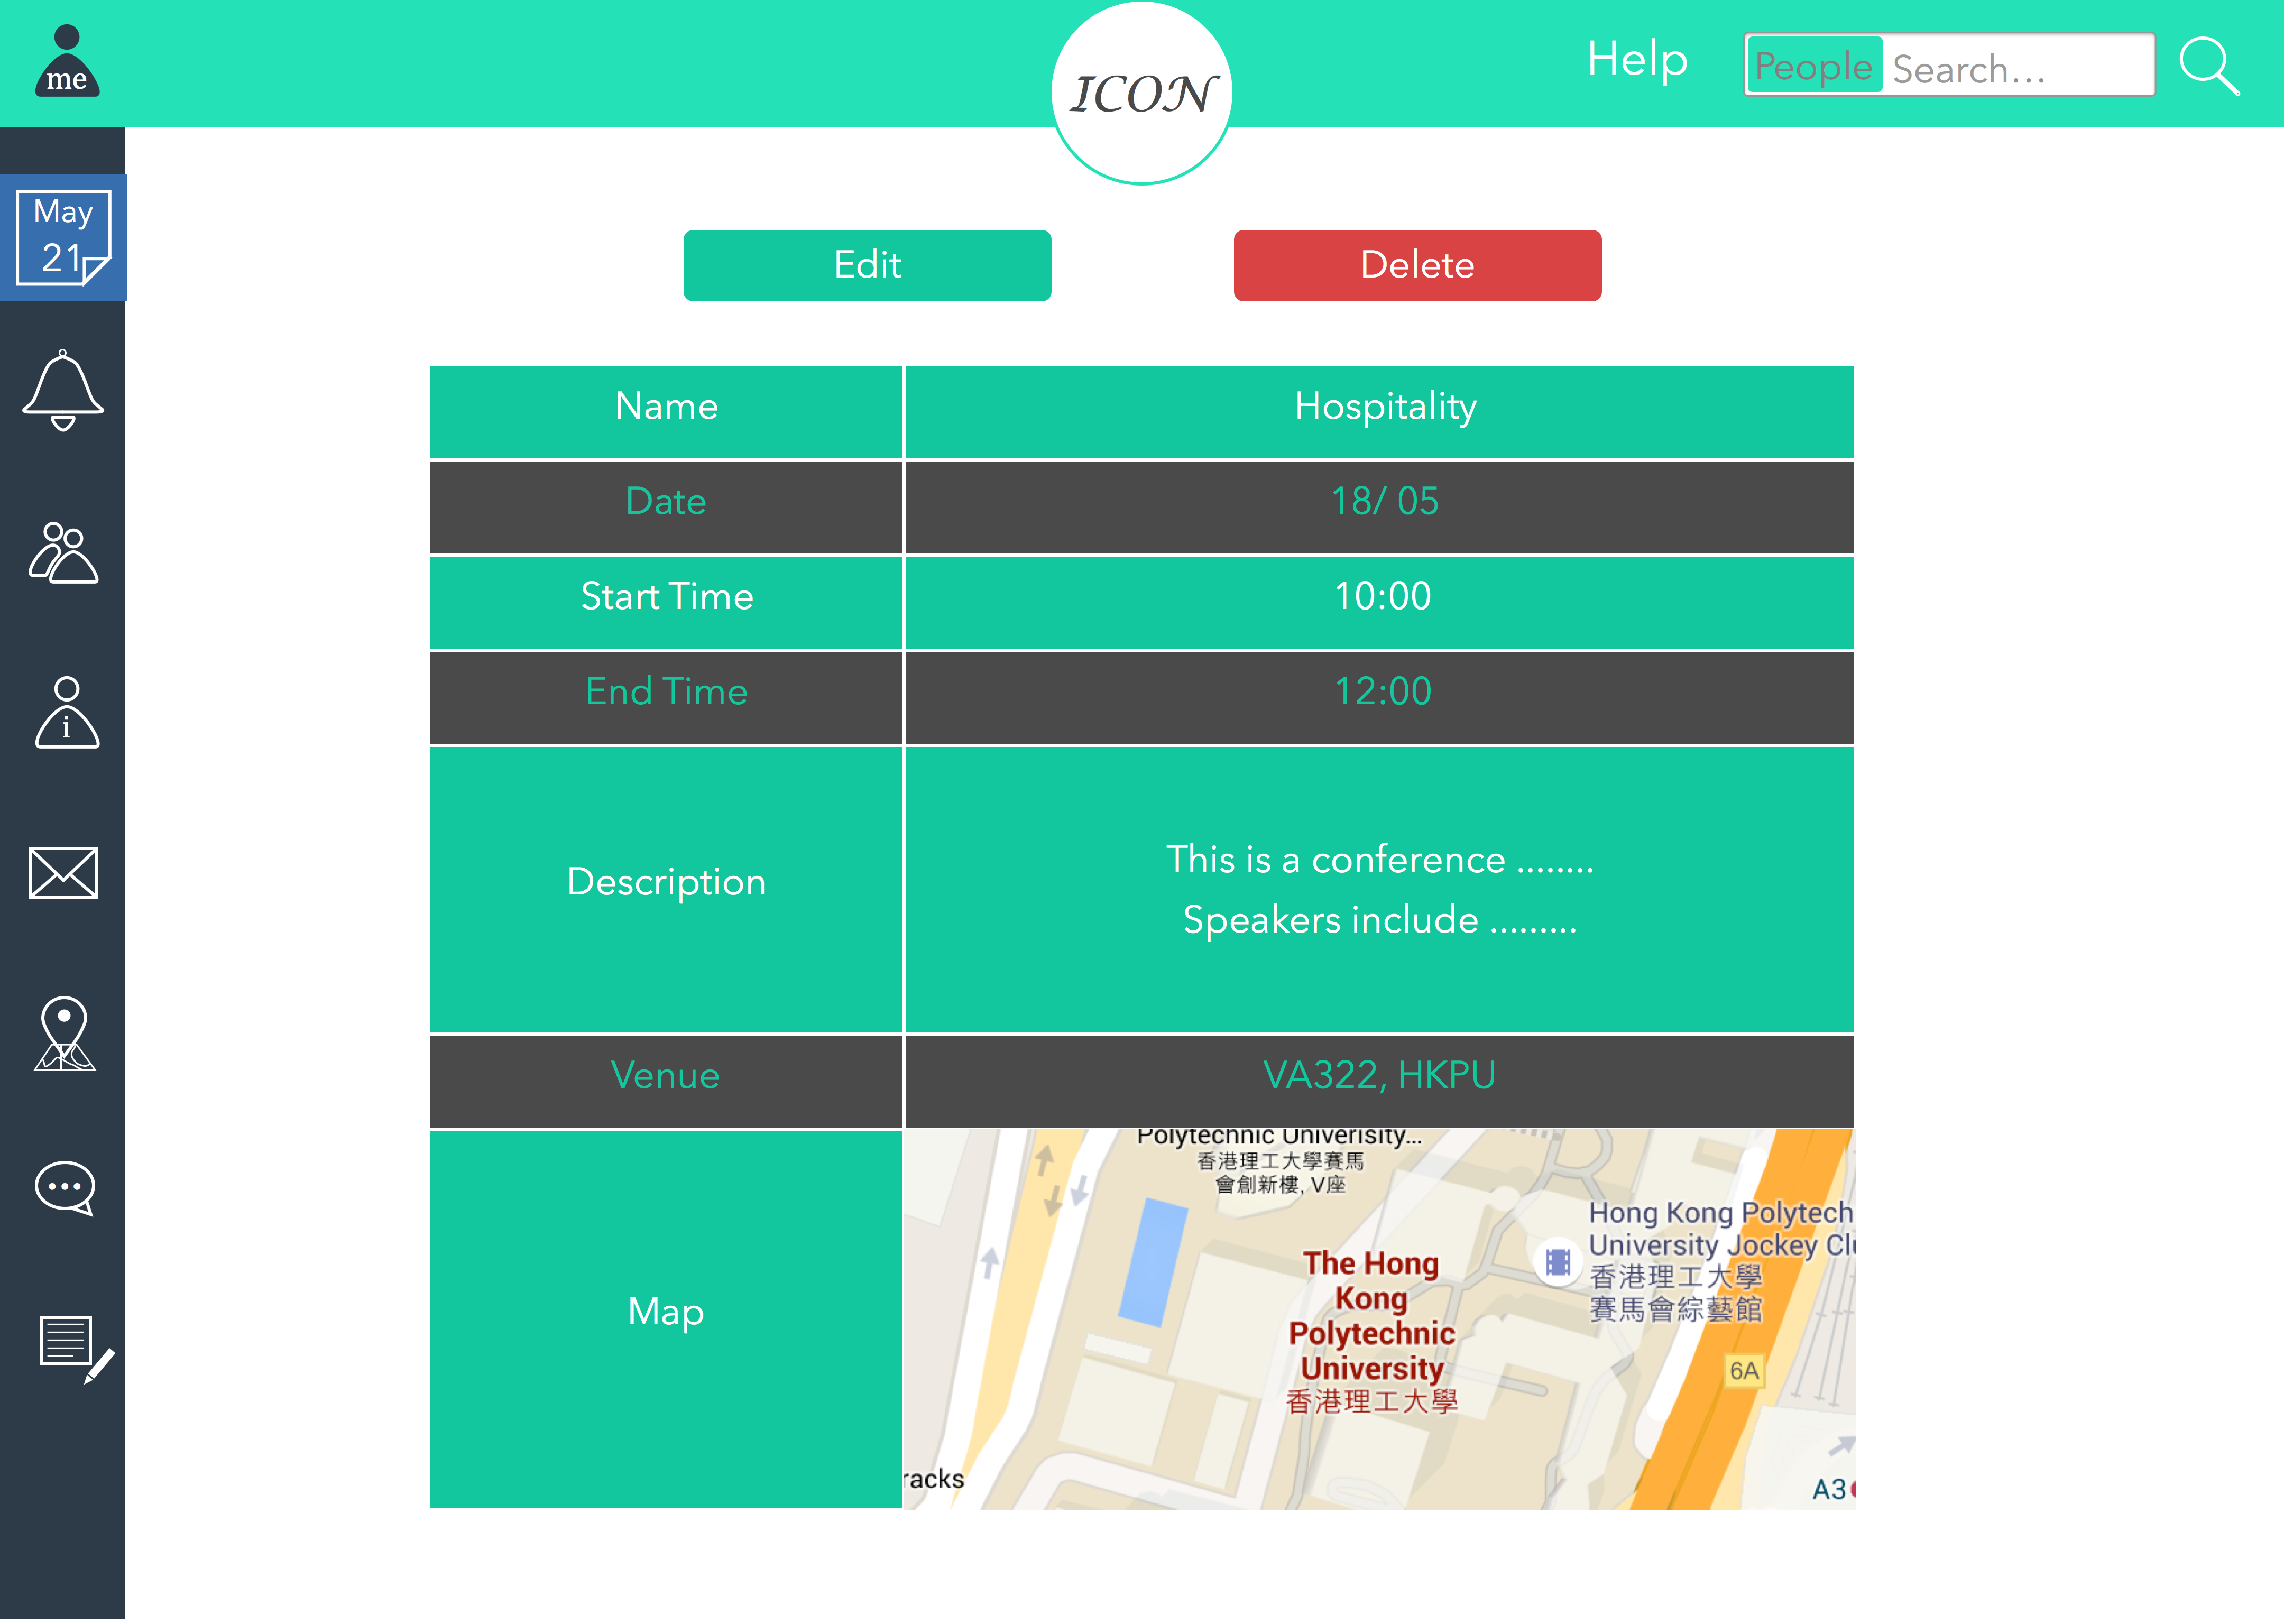 me
ICON
Help
People Search...
May
21
Edit
Delete
Name
Hospitality
Date
18/ 05
Start Time
10:00
End Time
12:00
i
Description
This is a conference ........
Speakers include .........
Venue
VA322, HKPU
Map
Polytechnic Univerisity...
香港理工大學賽馬
會創新樓, V座
Hong Kong Polytech
University Jockey Clu
香港理工大學
賽馬會綜藝館
The Hong
Kong
Polytechnic
University
香港理工大學
6A
racks
A3